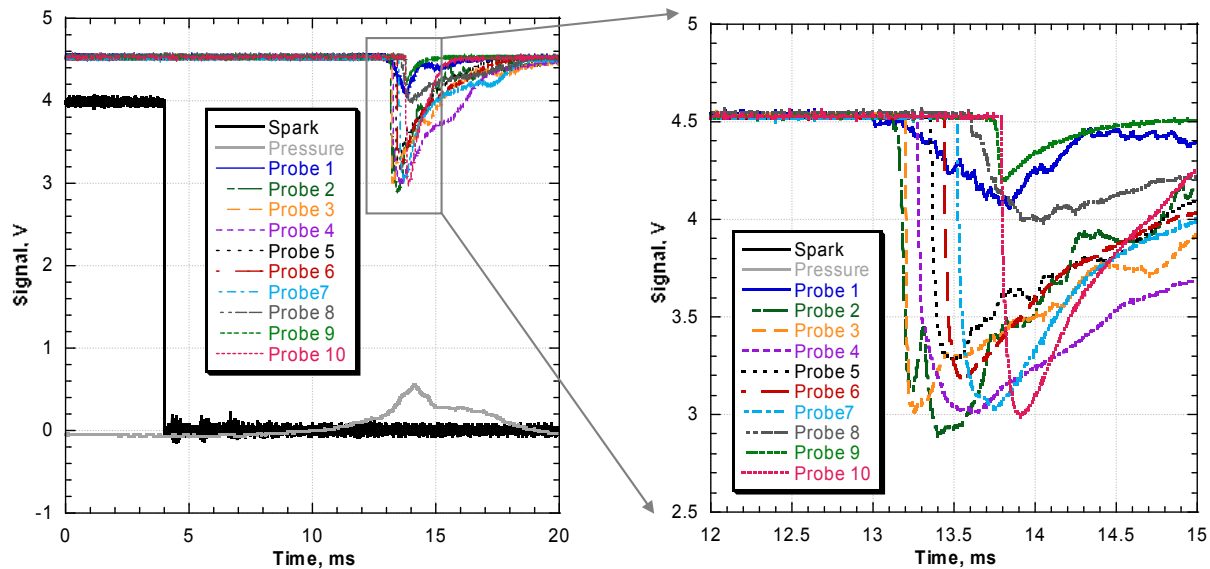 5
4
3
2
1
0
-1
Signal, V
0
5
10
15
20
Time, ms
Spark
Pressure
Probe 1
Probe 2
Probe 3
Probe 4
Probe 5
Probe 6
Probe7
Probe 8
Probe 9
Probe 10
5
4.5
4
3.5
3
2.5
Signal, V
12
12.5
13
13.5
14
14.5
15
Time, ms
Spark
Pressure
Probe 1
Probe 2
Probe 3
Probe 4
Probe 5
Probe 6
Probe7
Probe 8
Probe 9
Probe 10